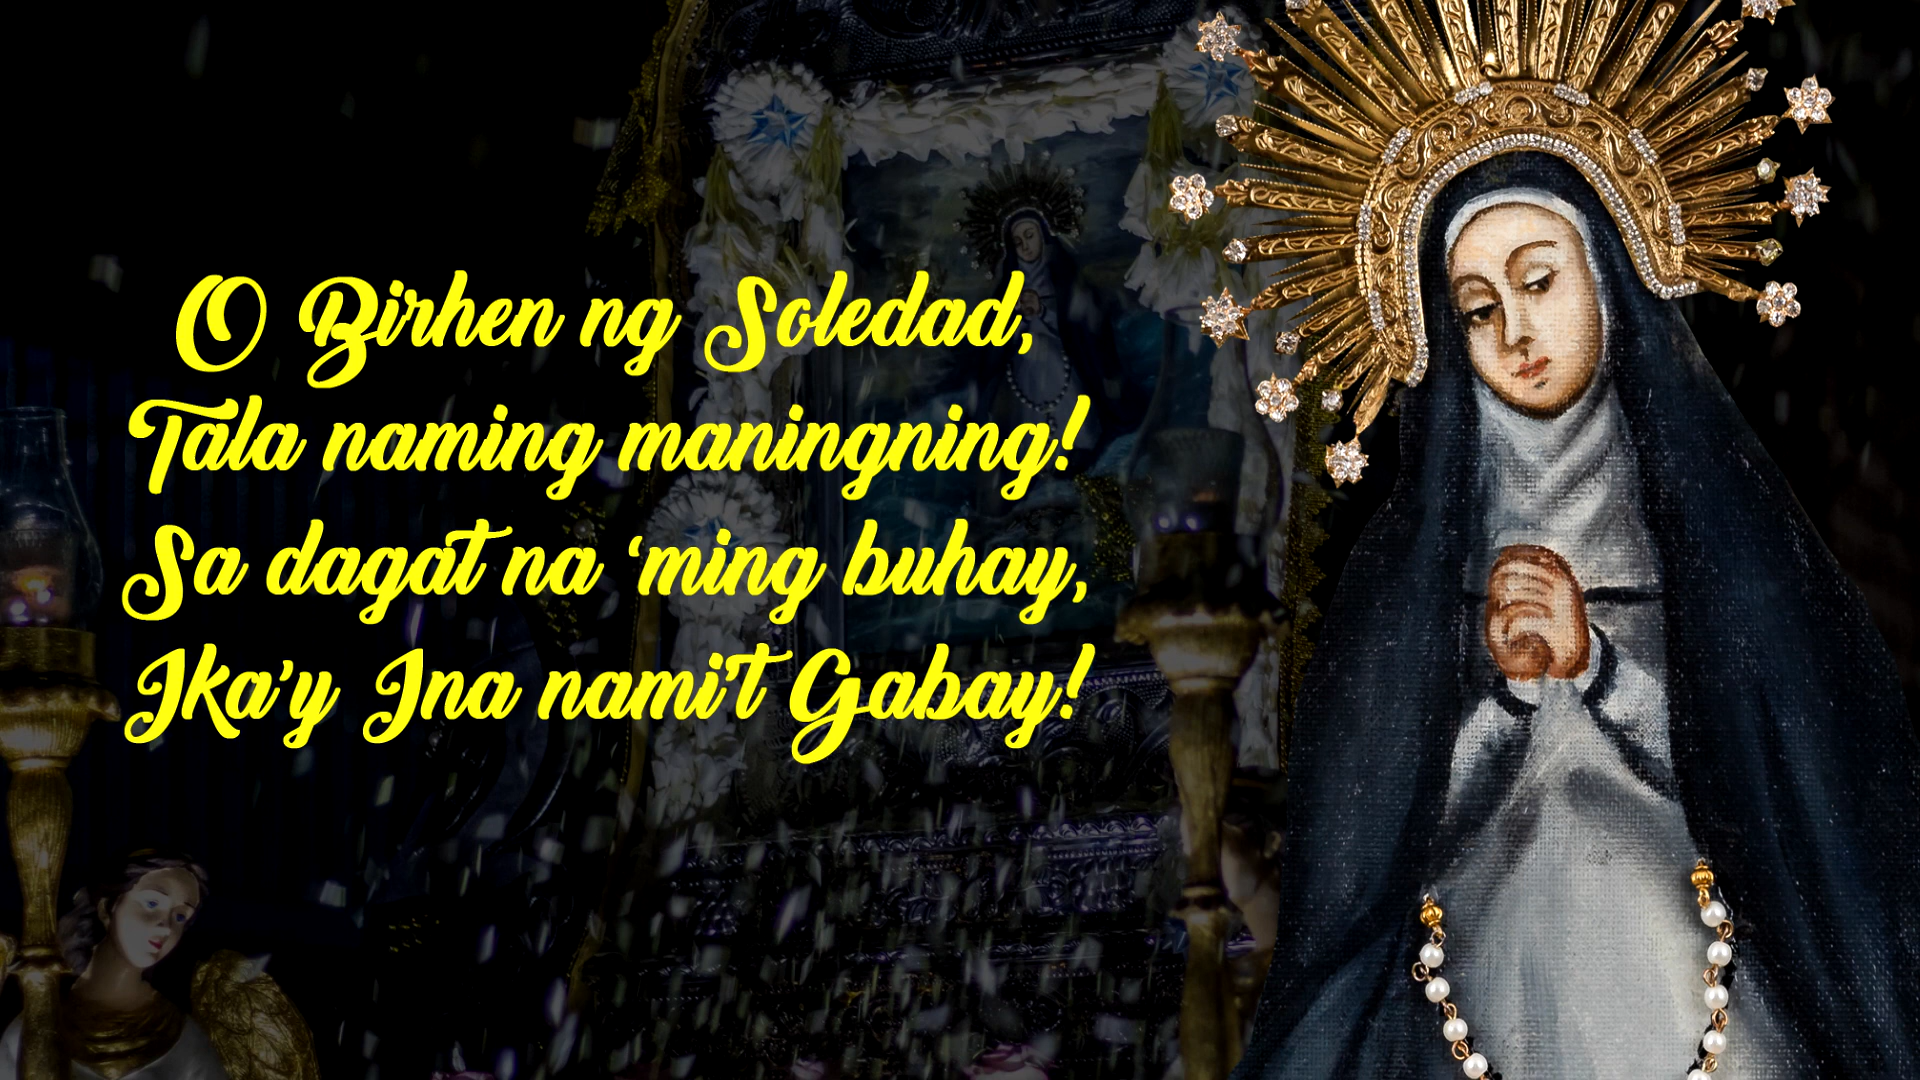 O Birhen ng Soledad,
Tala naming maningning!
Sa dagat na ‘ming buhay,
Ika’y Ina nami’t Gabay!